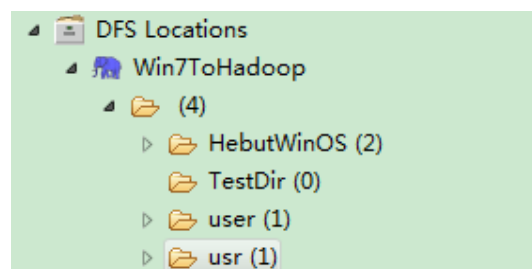 DFS Locations
Win7ToHadoop
(4)
HebutWinOS (2)
TestDir (0)
user (1)
usr (1)